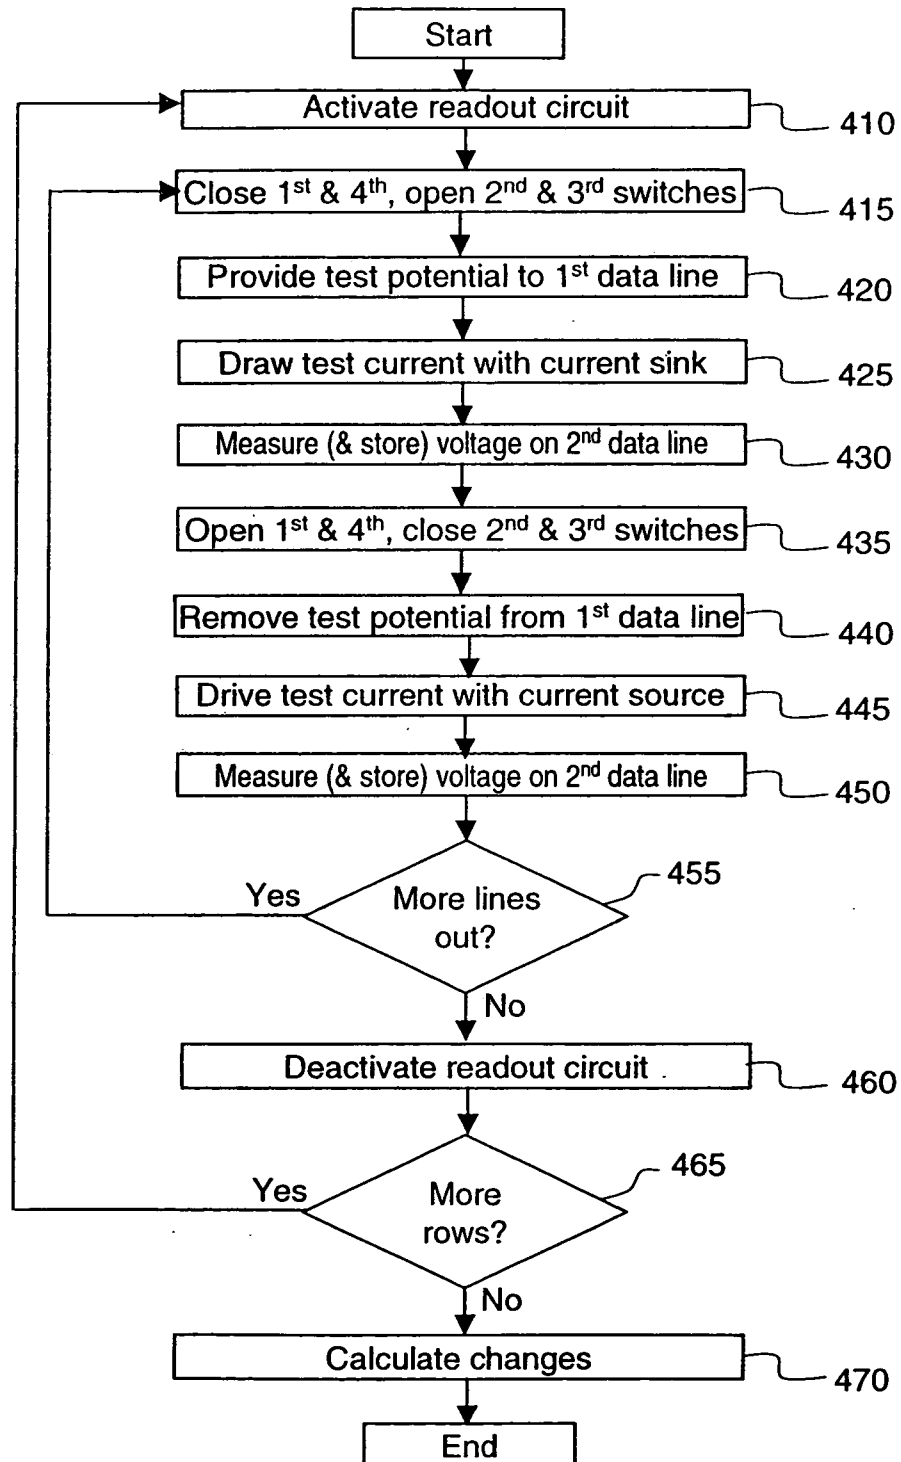 Start
Activate readout circuit
410
Close 1st & 4th, open 2nd & 3rd switches
415
Provide test potential to 1st data line
420
Draw test current with current sink
425
Measure (& store) voltage on 2nd data line
430
Open 1st & 4th, close 2nd & 3rd switches
435
Remove test potential from 1st data line
440
Drive test current with current source
445
Measure (& store) voltage on 2nd data line
450
455
Yes
More lines
out?
No
Deactivate readout circuit
460
465
Yes
More
rows?
No
Calculate changes
470
End